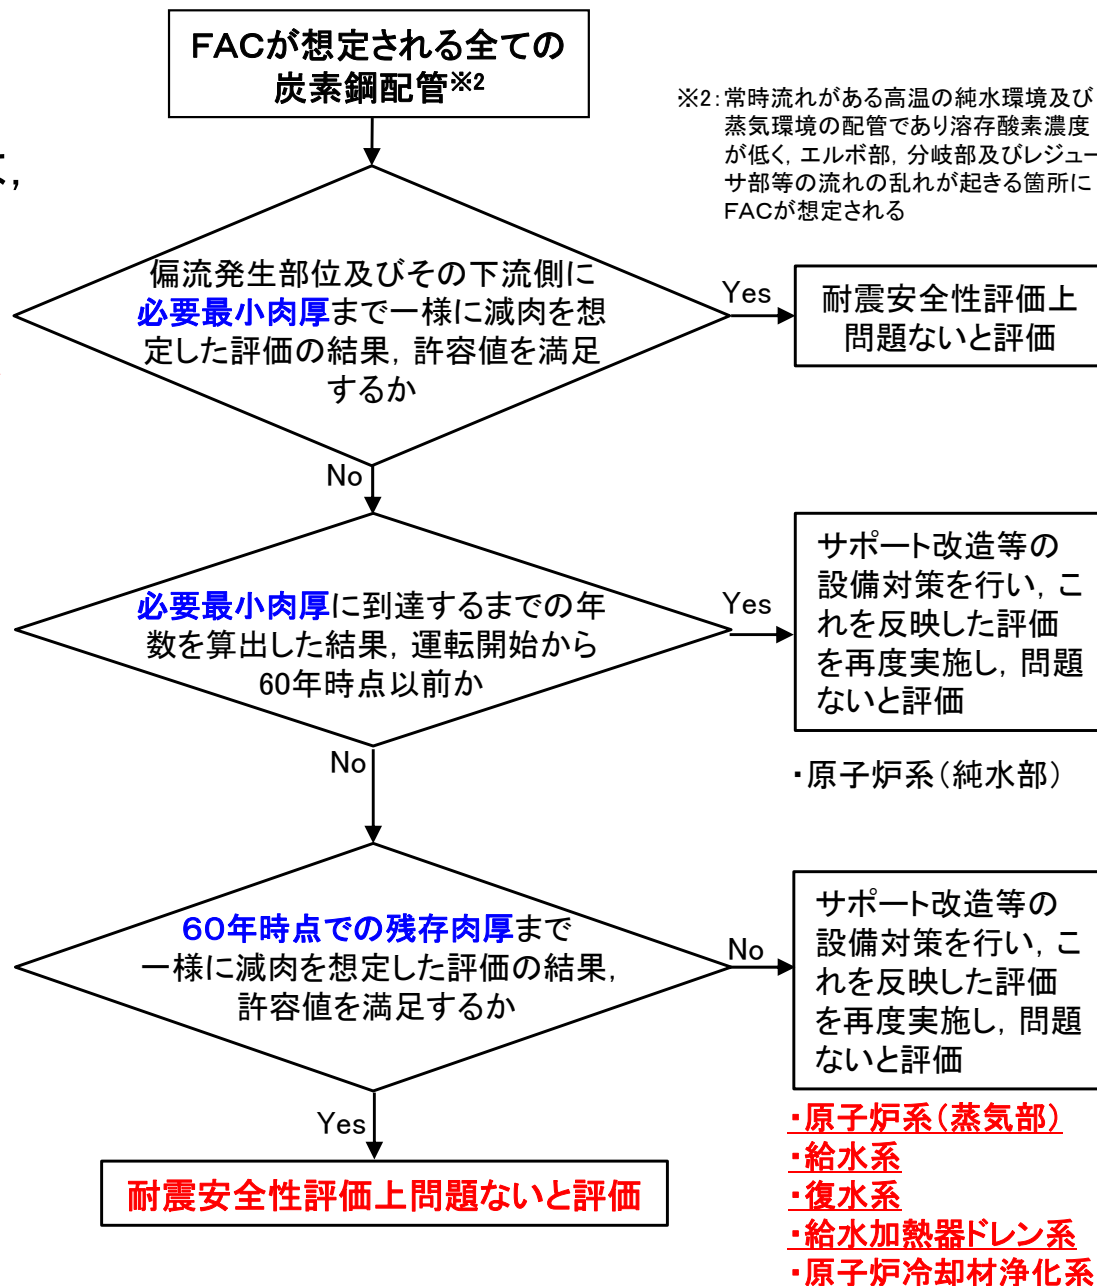 FACが想定される全ての
炭素鋼配管※2
※2:常時流れがある高温の純水環境及び
蒸気環境の配管であり溶存酸素濃度
が低く,エルボ部,分岐部及びレジュー
サ部等の流れの乱れが起きる箇所に
FACが想定される
,
偏流発生部位及びその下流側に
必要最小肉厚まで一様に減肉を想
定した評価の結果,許容値を満足
するか
Yes
耐震安全性評価上
問題ないと評価
No
必要最小肉厚に到達するまでの年
数を算出した結果,運転開始から
60年時点以前か
Yes
サポート改造等の
設備対策を行い,こ
れを反映した評価
を再度実施し,問題
ないと評価
・原子炉系(純水部)
No
60年時点での残存肉厚まで
一様に減肉を想定した評価の結果,
許容値を満足するか
No
サポート改造等の
設備対策を行い,こ
れを反映した評価
を再度実施し,問題
ないと評価
・原子炉系(蒸気部)
・給水系
・復水系
・給水加熱器ドレン系
・原子炉冷却材浄化系
Yes
耐震安全性評価上問題ないと評価